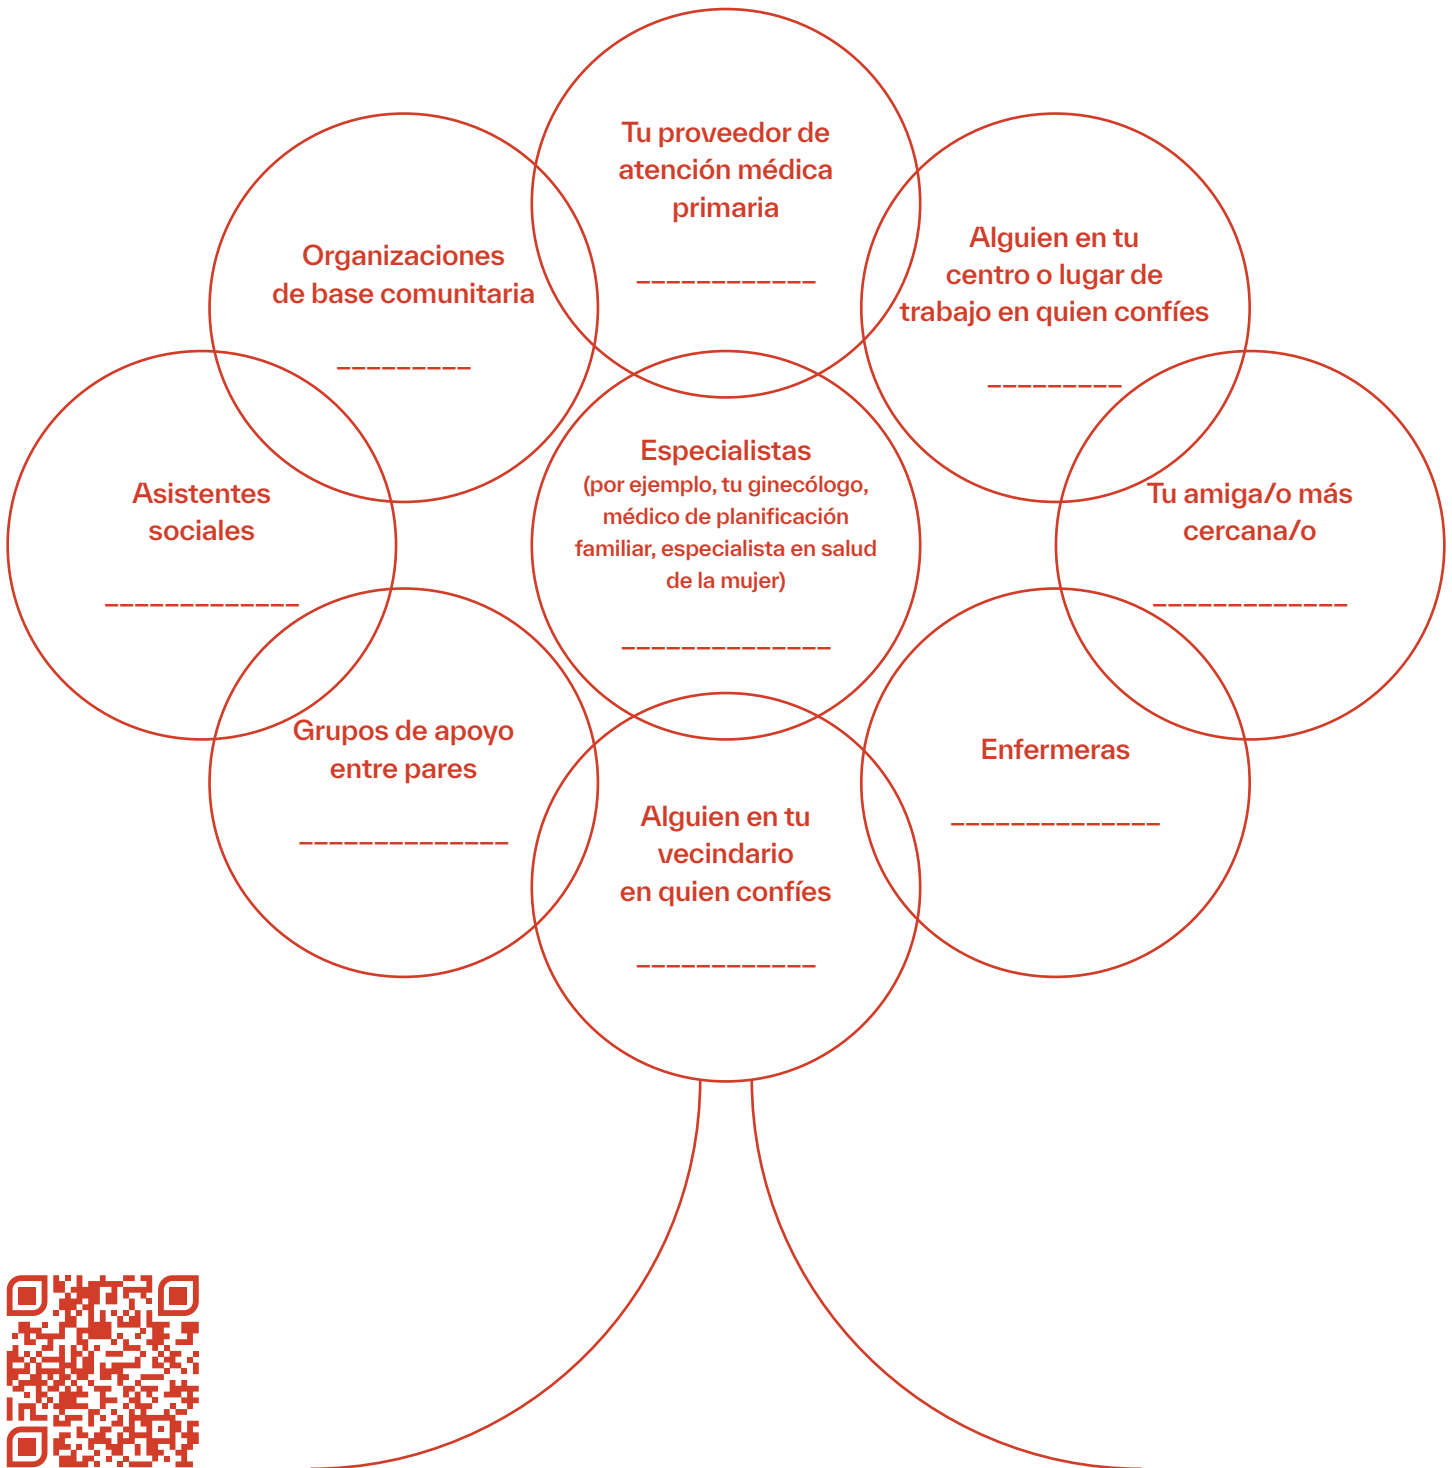 Tu proveedor de
atención médica
primaria
____________
Organizaciones
de base comunitaria
_________
Alguien en tu
centro o lugar de
trabajo en quien confíes
_________
Asistentes
sociales
_____________
Especialistas
(por ejemplo, tu ginecólogo,
médico de planificación
familiar, especialista en salud
de la mujer)
______________
Tu amiga/o más
cercana/o
_____________
Grupos de apoyo
entre pares
______________
Alguien en tu
vecindario
en quien confíes
____________
Enfermeras
______________